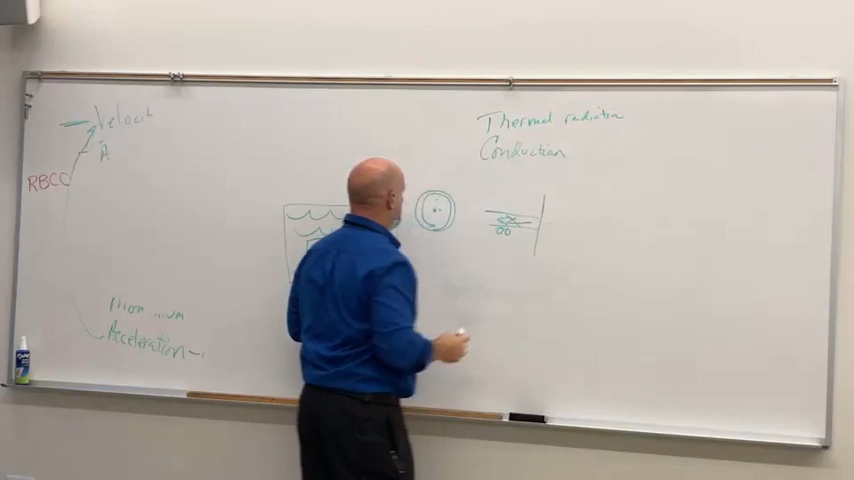 Thermal radiation
Conduction
Velocit
A
RBCC
Acceleration